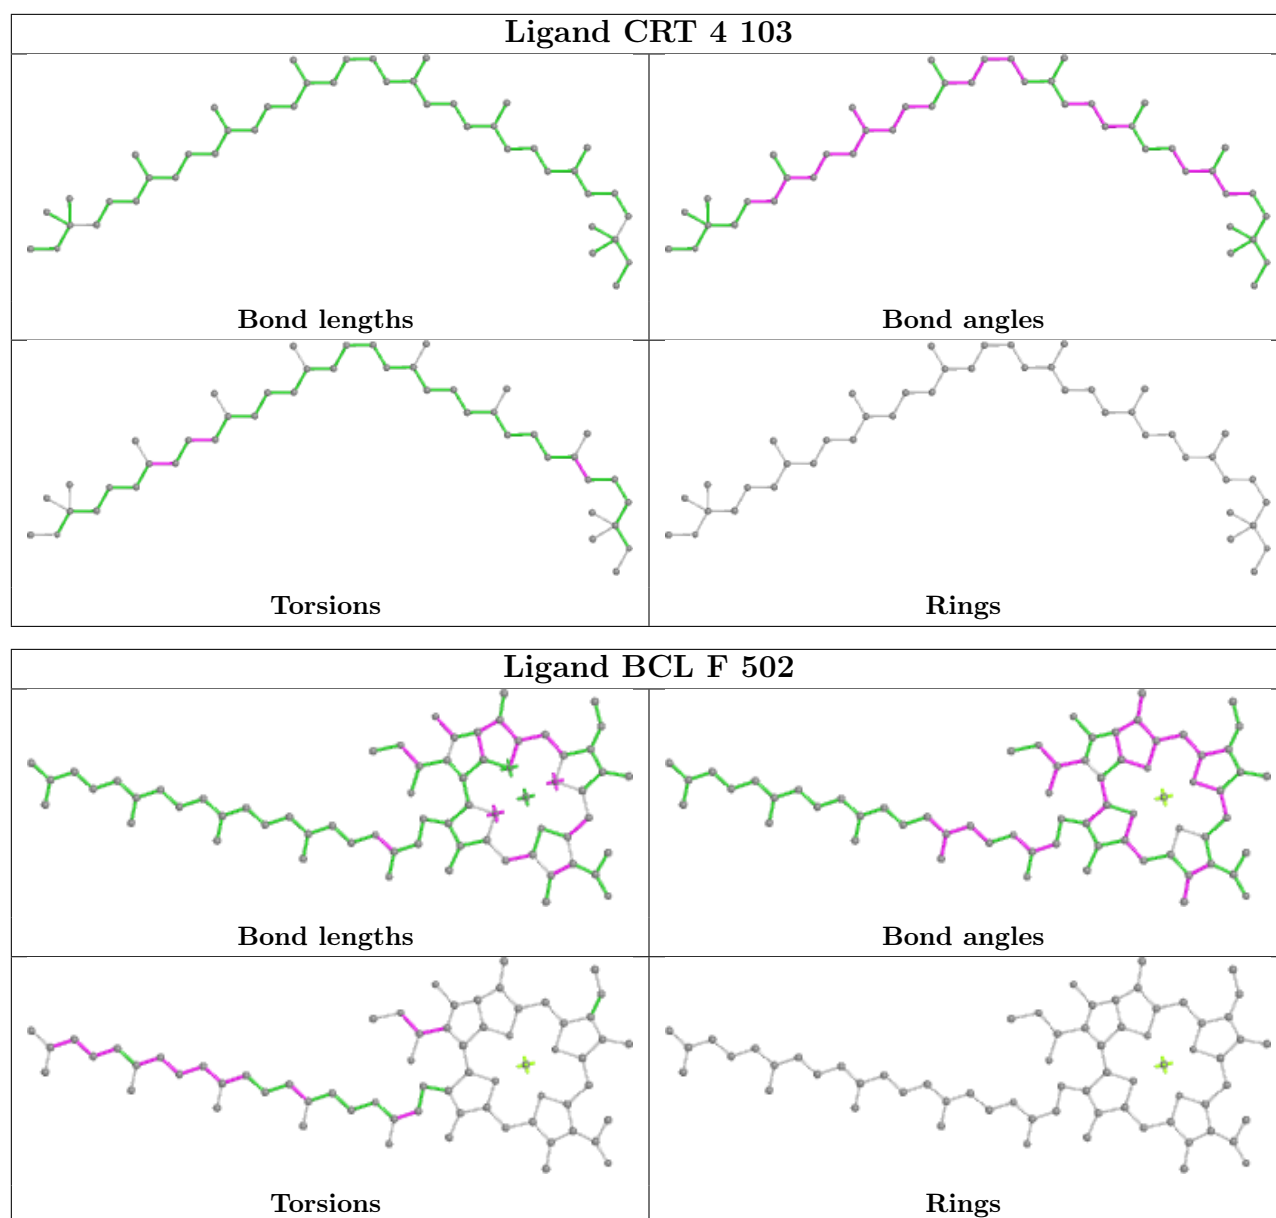 Ligand CRT 4 103
Bond lengths
Bond angles
Torsions
Rings
Ligand BCL F 502
Bond lengths
Bond angles
Torsions
Rings